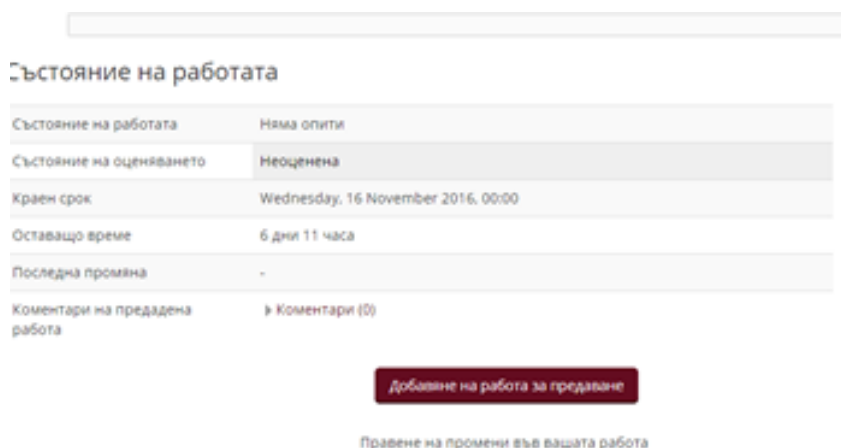 Състояние на работата
Състояние на работата Няма опити
Състояние на оценяването Неоценена
Краен срок Wednesday, 16 November 2016, 00:00
Оставащо време 6 дни 11 часа
Последна промяна -
Коментари на предадена Коментари (0)
работа
Добавяне на работа за предаване
Правене на промени във вашата работа